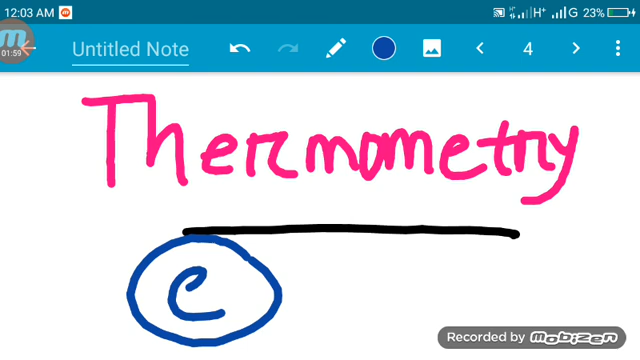 12:03 AM H+ G 23%
01:59 Untitled Note 4
Thermometry
C
Recorded by mobizen